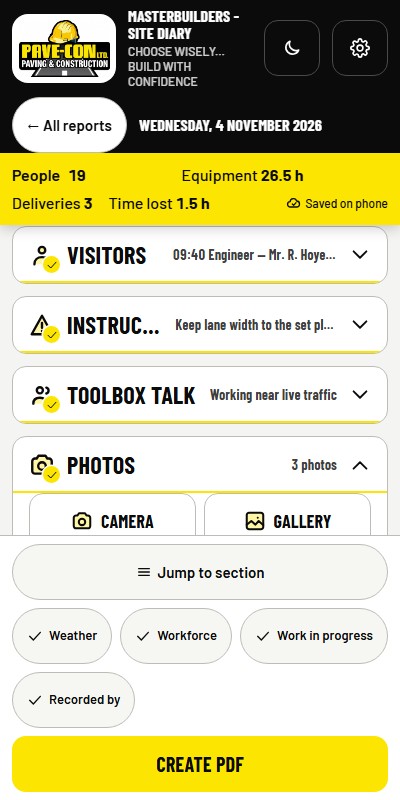 PAVE-CON LTD.
PAVING & CONSTRUCTION
MASTERBUILDERS -
SITE DIARY
CHOOSE WISELY...
BUILD WITH
CONFIDENCE
← All reports
WEDNESDAY, 4 NOVEMBER 2026
People 19
Equipment 26.5 h
Deliveries 3
Time lost 1.5 h
Saved on phone
VISITORS
09:40 Engineer – Mr. R. Hoye...
INSTRUC...
Keep lane width to the set pl...
TOOLBOX TALK
Working near live traffic
PHOTOS
3 photos
CAMERA
GALLERY
Jump to section
Weather
Workforce
Work in progress
Recorded by
CREATE PDF